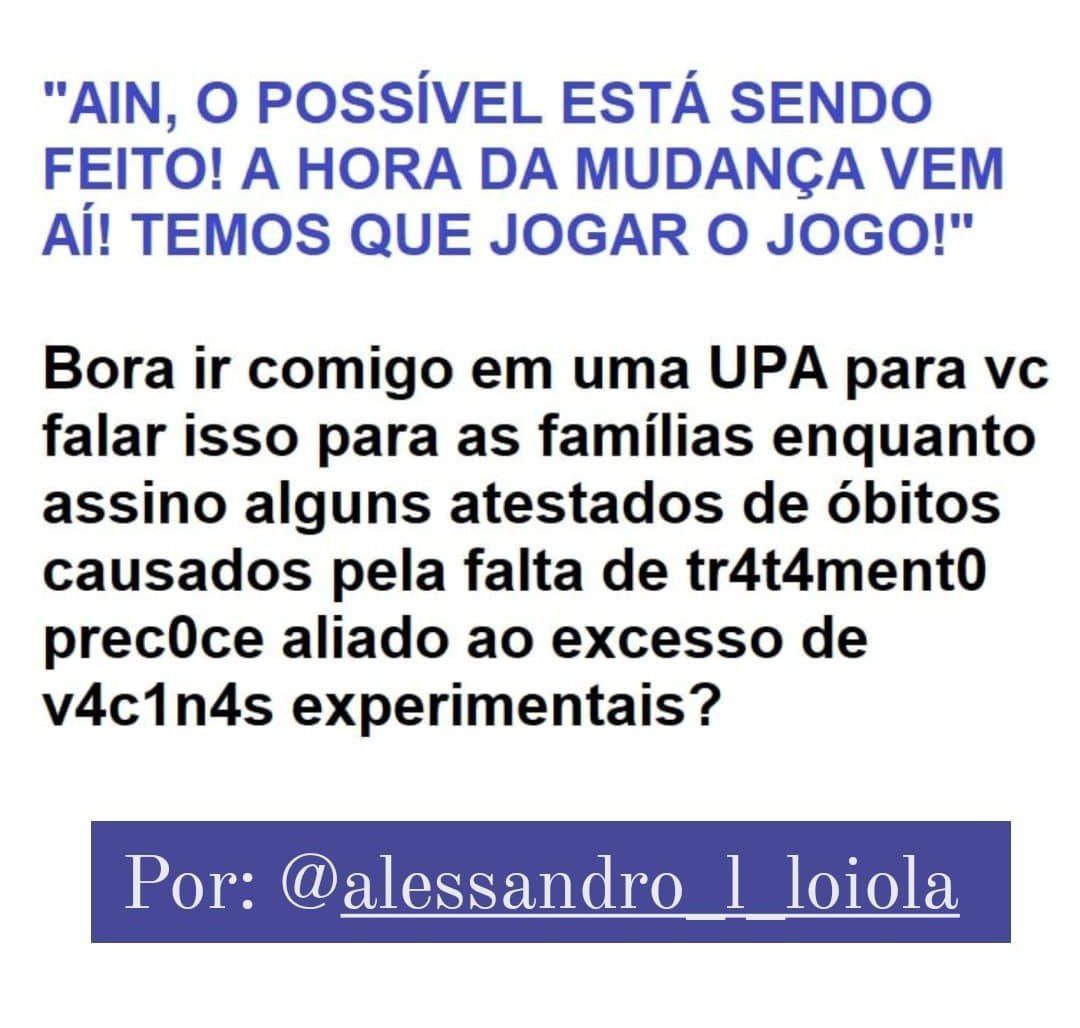 "AIN, O POSSÍVEL ESTÁ SENDO
FEITO! A HORA DA MUDANÇA VEM
AÍ! TEMOS QUE JOGAR O JOGO!"
Bora ir comigo em uma UPA para vc
falar isso para as famílias enquanto
assino alguns atestados de óbitos
causados pela falta de tr4t4ment0
prec0ce aliado ao excesso de
v4c1n4s experimentais?
Por: @alessandro_l_loiola